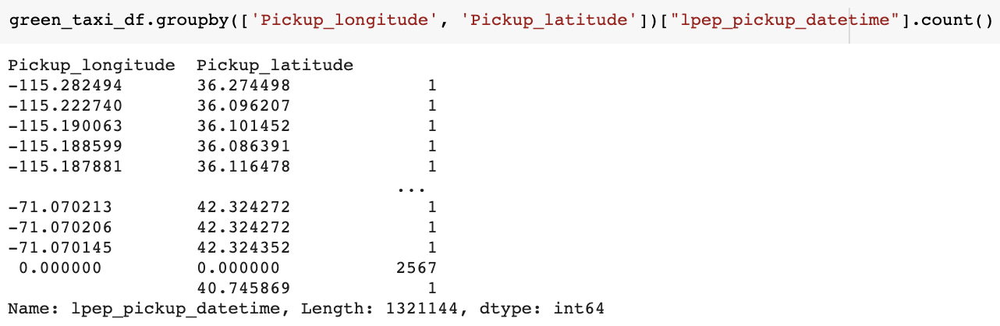 green_taxi_df.groupby(['Pickup_longitude', 'Pickup_latitude'])["lpep_pickup_datetime"].count()
Pickup_longitude  Pickup_latitude
-115.282494       36.274498             1
-115.222740       36.096207             1
-115.190063       36.101452             1
-115.188599       36.086391             1
-115.187881       36.116478             1
                                     ...
-71.070213        42.324272             1
-71.070206        42.324272             1
-71.070145        42.324352             1
 0.000000         0.000000           2567
                  40.745869             1
Name: lpep_pickup_datetime, Length: 1321144, dtype: int64